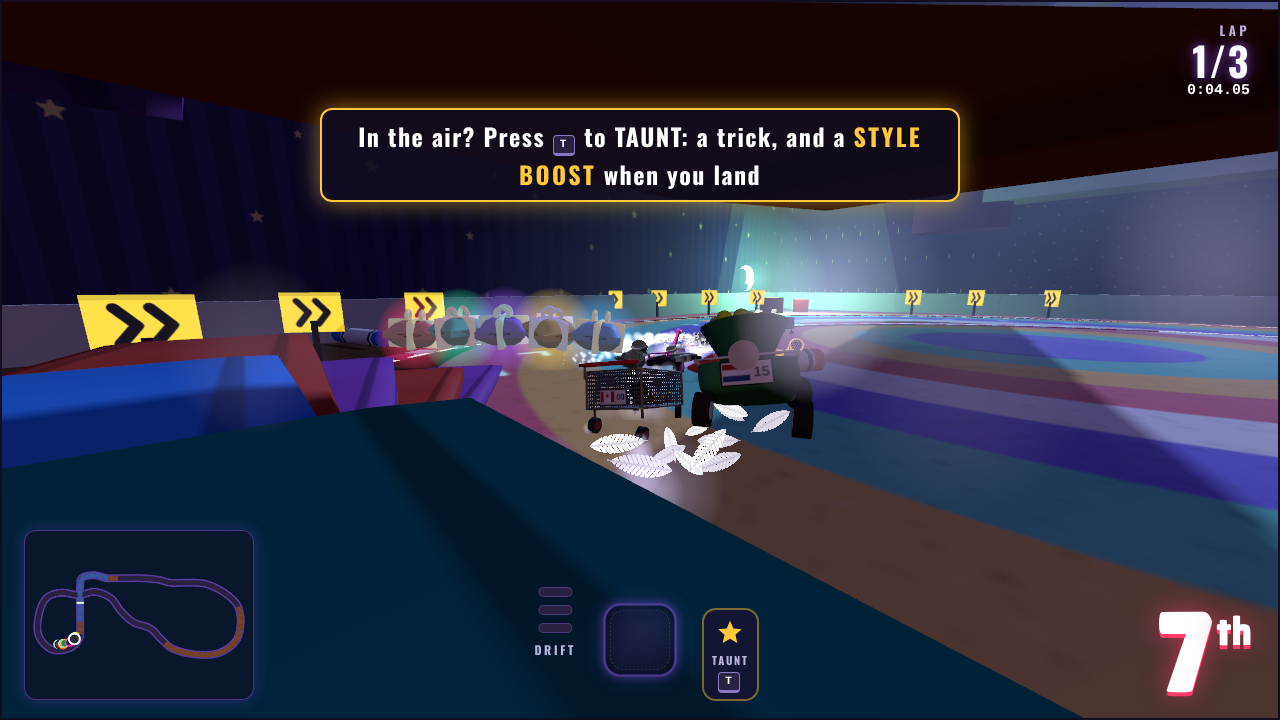 LAP
1/3
0:04.05
In the air? Press T to TAUNT: a trick, and a STYLE
BOOST when you land
15
DRIFT
TAUNT
T
7th